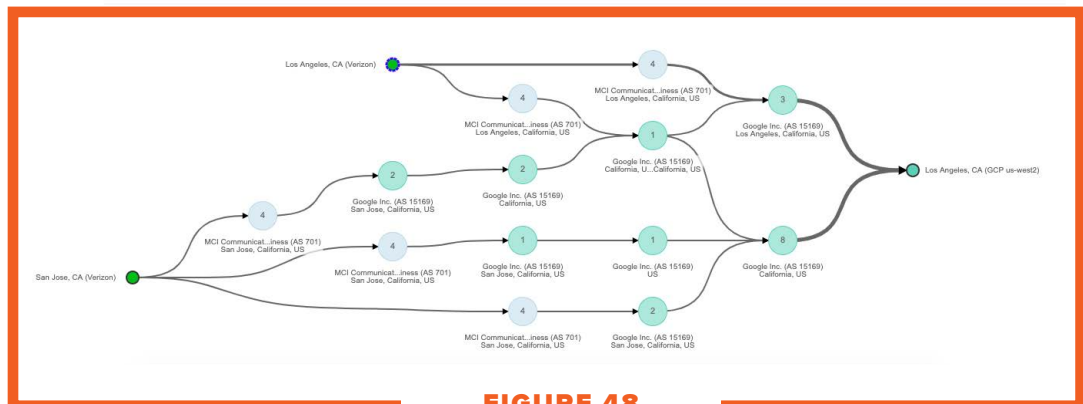 Los Angeles, CA (Verizon)
4
MCI Communicat...iness (AS 701)
Los Angeles, California, US
4
MCI Communicat...iness (AS 701)
Los Angeles, California, US
3
Google Inc. (AS 15169)
Los Angeles, California, US
1
Google Inc. (AS 15169)
California, U...California, US
2
Google Inc. (AS 15169)
San Jose, California, US
2
Google Inc. (AS 15169)
California, US
Los Angeles, CA (GCP us-west2)
4
MCI Communicat...iness (AS 701)
San Jose, California, US
4
MCI Communicat...iness (AS 701)
San Jose, California, US
1
Google Inc. (AS 15169)
San Jose, California, US
1
Google Inc. (AS 15169)
US
8
Google Inc. (AS 15169)
California, US
San Jose, CA (Verizon)
4
MCI Communicat...iness (AS 701)
San Jose, California, US
2
Google Inc. (AS 15169)
San Jose, California, US
FIGURE 48